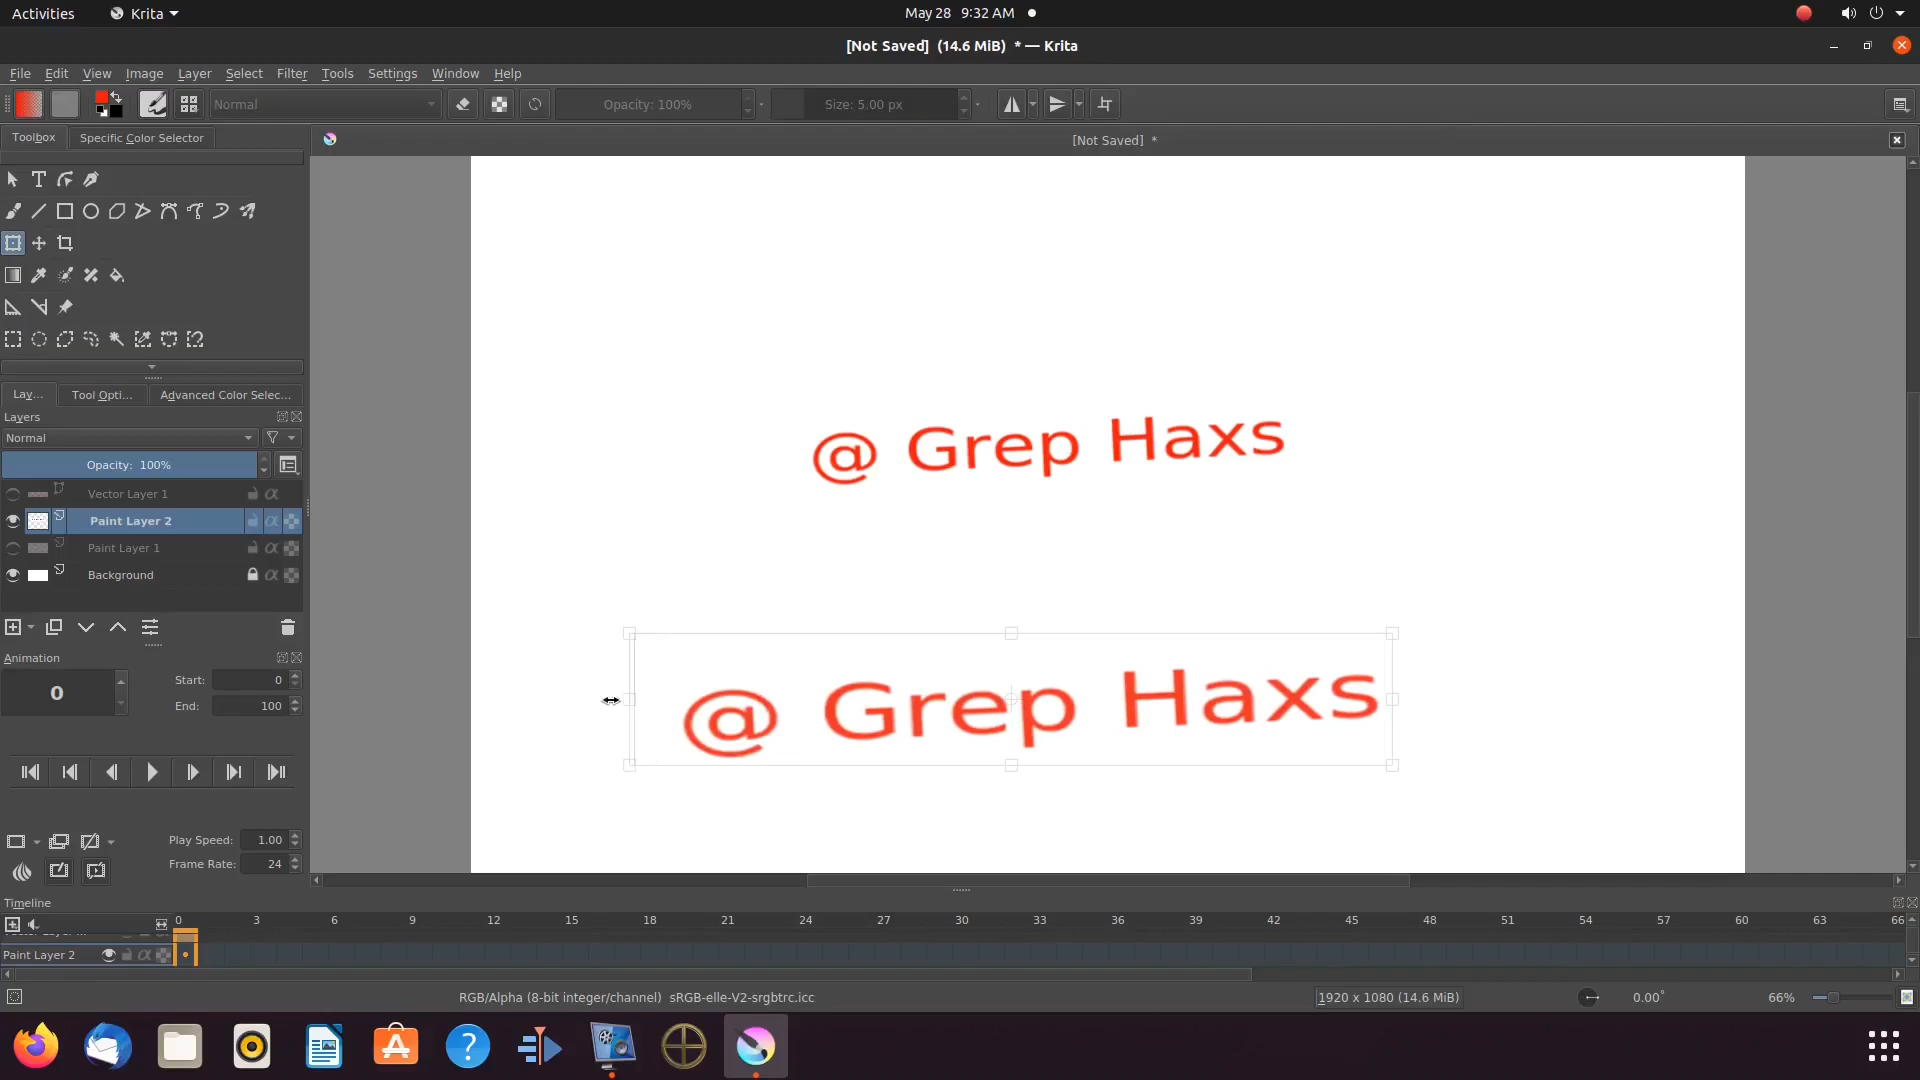 Activities
Krita
May 28 9:32 AM
[Not Saved] (14.6 MiB) * — Krita
File Edit View Image Layer Select Filter Tools Settings Window Help
Normal
Opacity: 100%
Size: 5.00 px
Toolbox
Specific Color Selector
[Not Saved] *
@ Grep Haxs
@ Grep Haxs
Lay...
Tool Opti...
Advanced Color Selec...
Layers
Normal
Opacity: 100%
Vector Layer 1
Paint Layer 2
Paint Layer 1
Background
Animation
0
Start: 0
End: 100
Play Speed: 1.00
Frame Rate: 24
Timeline
0 3 6 9 12 15 18 21 24 27 30 33 36 39 42 45 48 51 54 57 60 63 66
Paint Layer 2
RGB/Alpha (8-bit integer/channel) sRGB-elle-V2-srgbtrc.icc
1920 x 1080 (14.6 MiB)
0.00°
66%